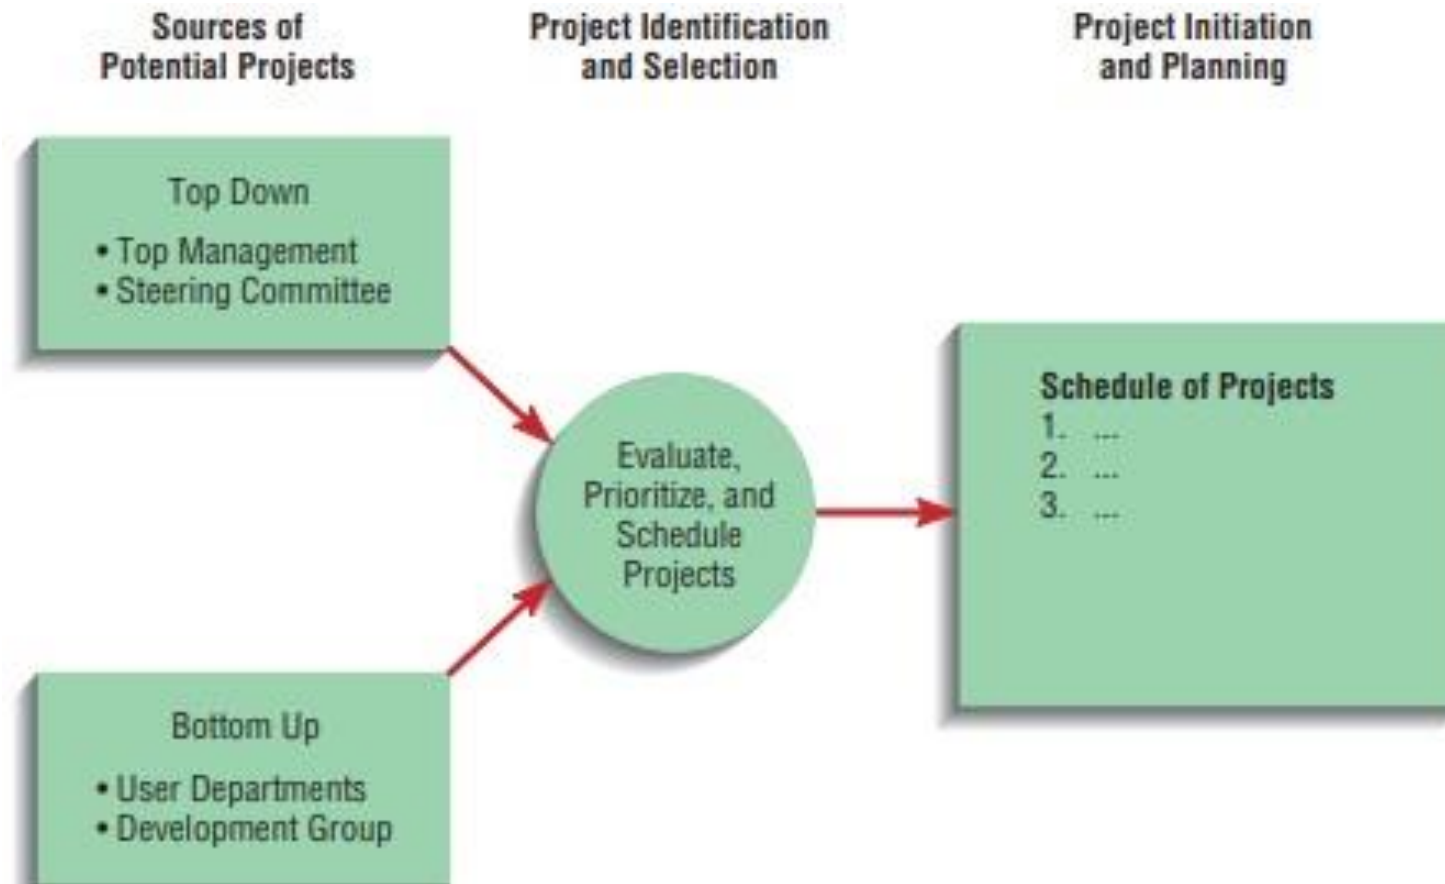 Sources of
Potential Projects
Project Identification
and Selection
Project Initiation
and Planning
Top Down
• Top Management
• Steering Committee
Evaluate,
Prioritize, and
Schedule
Projects
Schedule of Projects
1. ...
2. ...
3. ...
Bottom Up
• User Departments
• Development Group